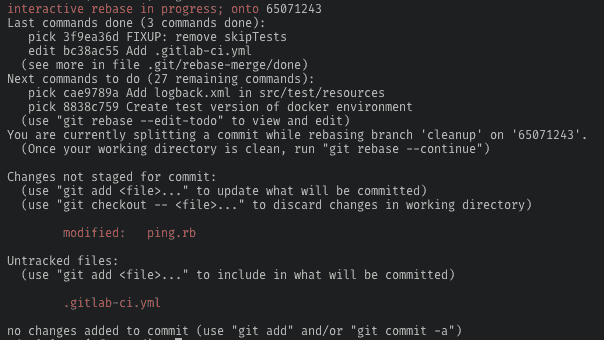 interactive rebase in progress; onto 65071243
Last commands done (3 commands done):
pick 3f9ea36d FIXUP: remove skipTests
edit bc38ac55 Add .gitlab-ci.yml
(see more in file .git/rebase-merge/done)
Next commands to do (27 remaining commands):
pick cae9789a Add logback.xml in src/test/resources
pick 8838c759 Create test version of docker environment
(use "git rebase --edit-todo" to view and edit)
You are currently splitting a commit while rebasing branch 'cleanup' on '65071243'.
(Once your working directory is clean, run "git rebase --continue")
Changes not staged for commit:
(use "git add <file>..." to update what will be committed)
(use "git checkout -- <file>..." to discard changes in working directory)
modified:   ping.rb
Untracked files:
(use "git add <file>..." to include in what will be committed)
.gitlab-ci.yml
no changes added to commit (use "git add" and/or "git commit -a")